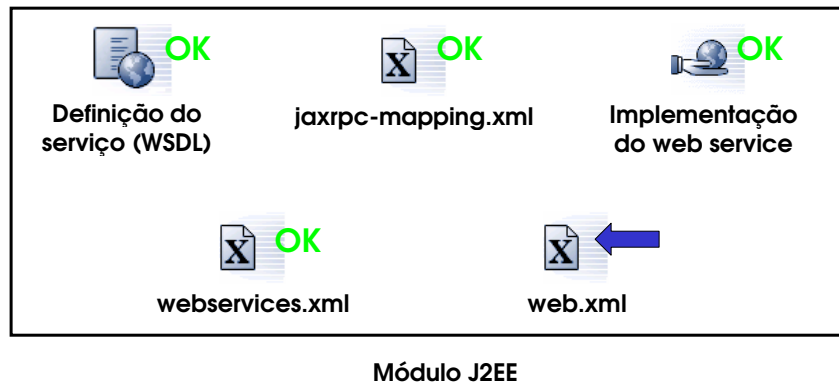 OK
OK
OK
Definição do
serviço (WSDL)
jaxrpc-mapping.xml
Implementação
do web service
X
X
OK
X
webservices.xml
web.xml
Módulo J2EE